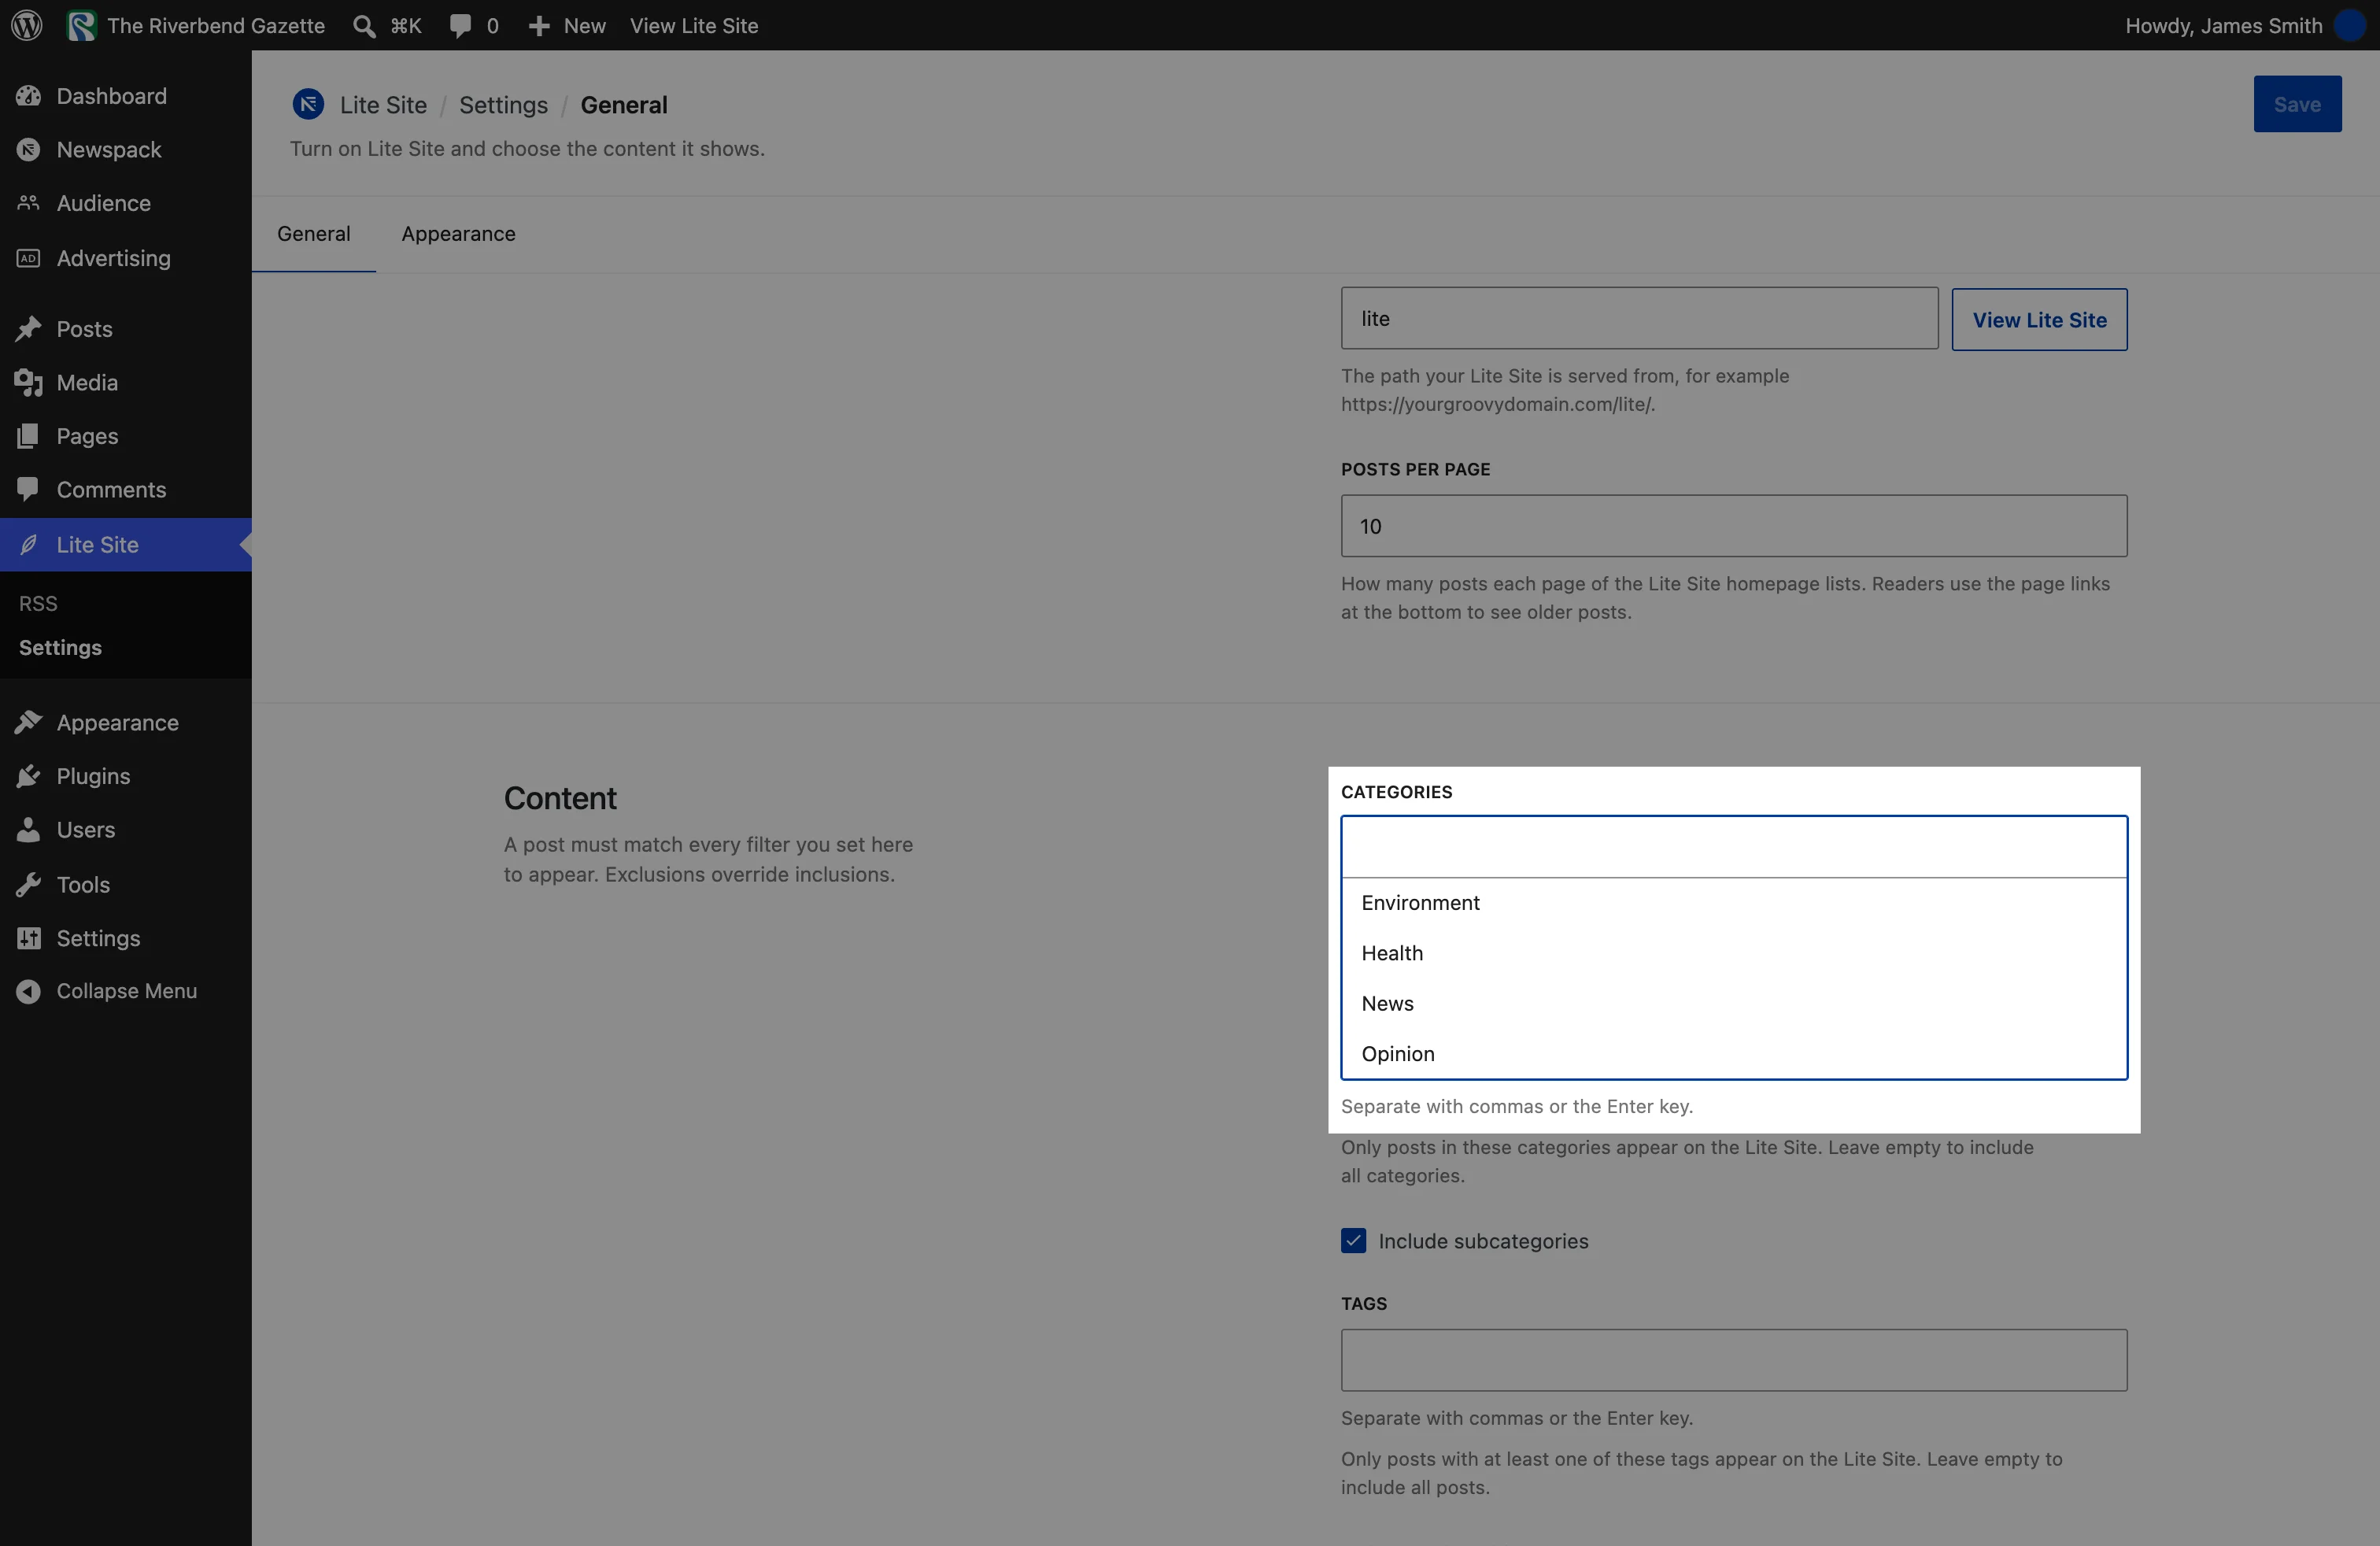 The Riverbend Gazette ⌘K 0 New View Lite Site Howdy, James Smith
Dashboard
Newspack
Audience
AD Advertising
Posts
Media
Pages
Comments
Lite Site
RSS
Settings
Appearance
Plugins
Users
Tools
Settings
Collapse Menu
Lite Site / Settings / General
Save
Turn on Lite Site and choose the content it shows.
General Appearance
lite View Lite Site
The path your Lite Site is served from, for example
https://yourgroovydomain.com/lite/.
POSTS PER PAGE
10
How many posts each page of the Lite Site homepage lists. Readers use the page links
at the bottom to see older posts.
Content
A post must match every filter you set here
to appear. Exclusions override inclusions.
CATEGORIES
Environment
Health
News
Opinion
Separate with commas or the Enter key.
Only posts in these categories appear on the Lite Site. Leave empty to include
all categories.
Include subcategories
TAGS
Separate with commas or the Enter key.
Only posts with at least one of these tags appear on the Lite Site. Leave empty to
include all posts.